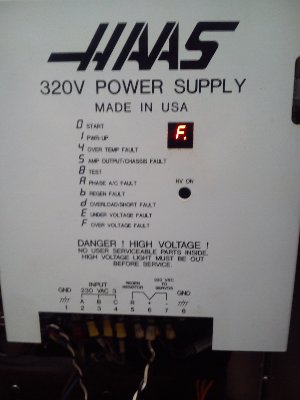 HAAS
320V POWER SUPPLY
MADE IN USA
0 START
1 PWR-UP
4 OVER TEMP FAULT
5 AMP OUTPUT/CHASSIS FAULT
8 TEST
A PHASE A/C FAULT
b REGEN FAULT
d OVERLOAD/SHORT FAULT
E UNDER VOLTAGE FAULT
F OVER VOLTAGE FAULT
F.
HV ON
DANGER ! HIGH VOLTAGE !
NO USER SERVICEABLE PARTS INSIDE.
HIGH VOLTAGE LIGHT MUST BE OUT
BEFORE SERVICE.
GND
INPUT
230 VAC 3
A B C
REGEN
RESISTOR
TO
SERVOS
GND
1 2 3 4 5 6 7 8